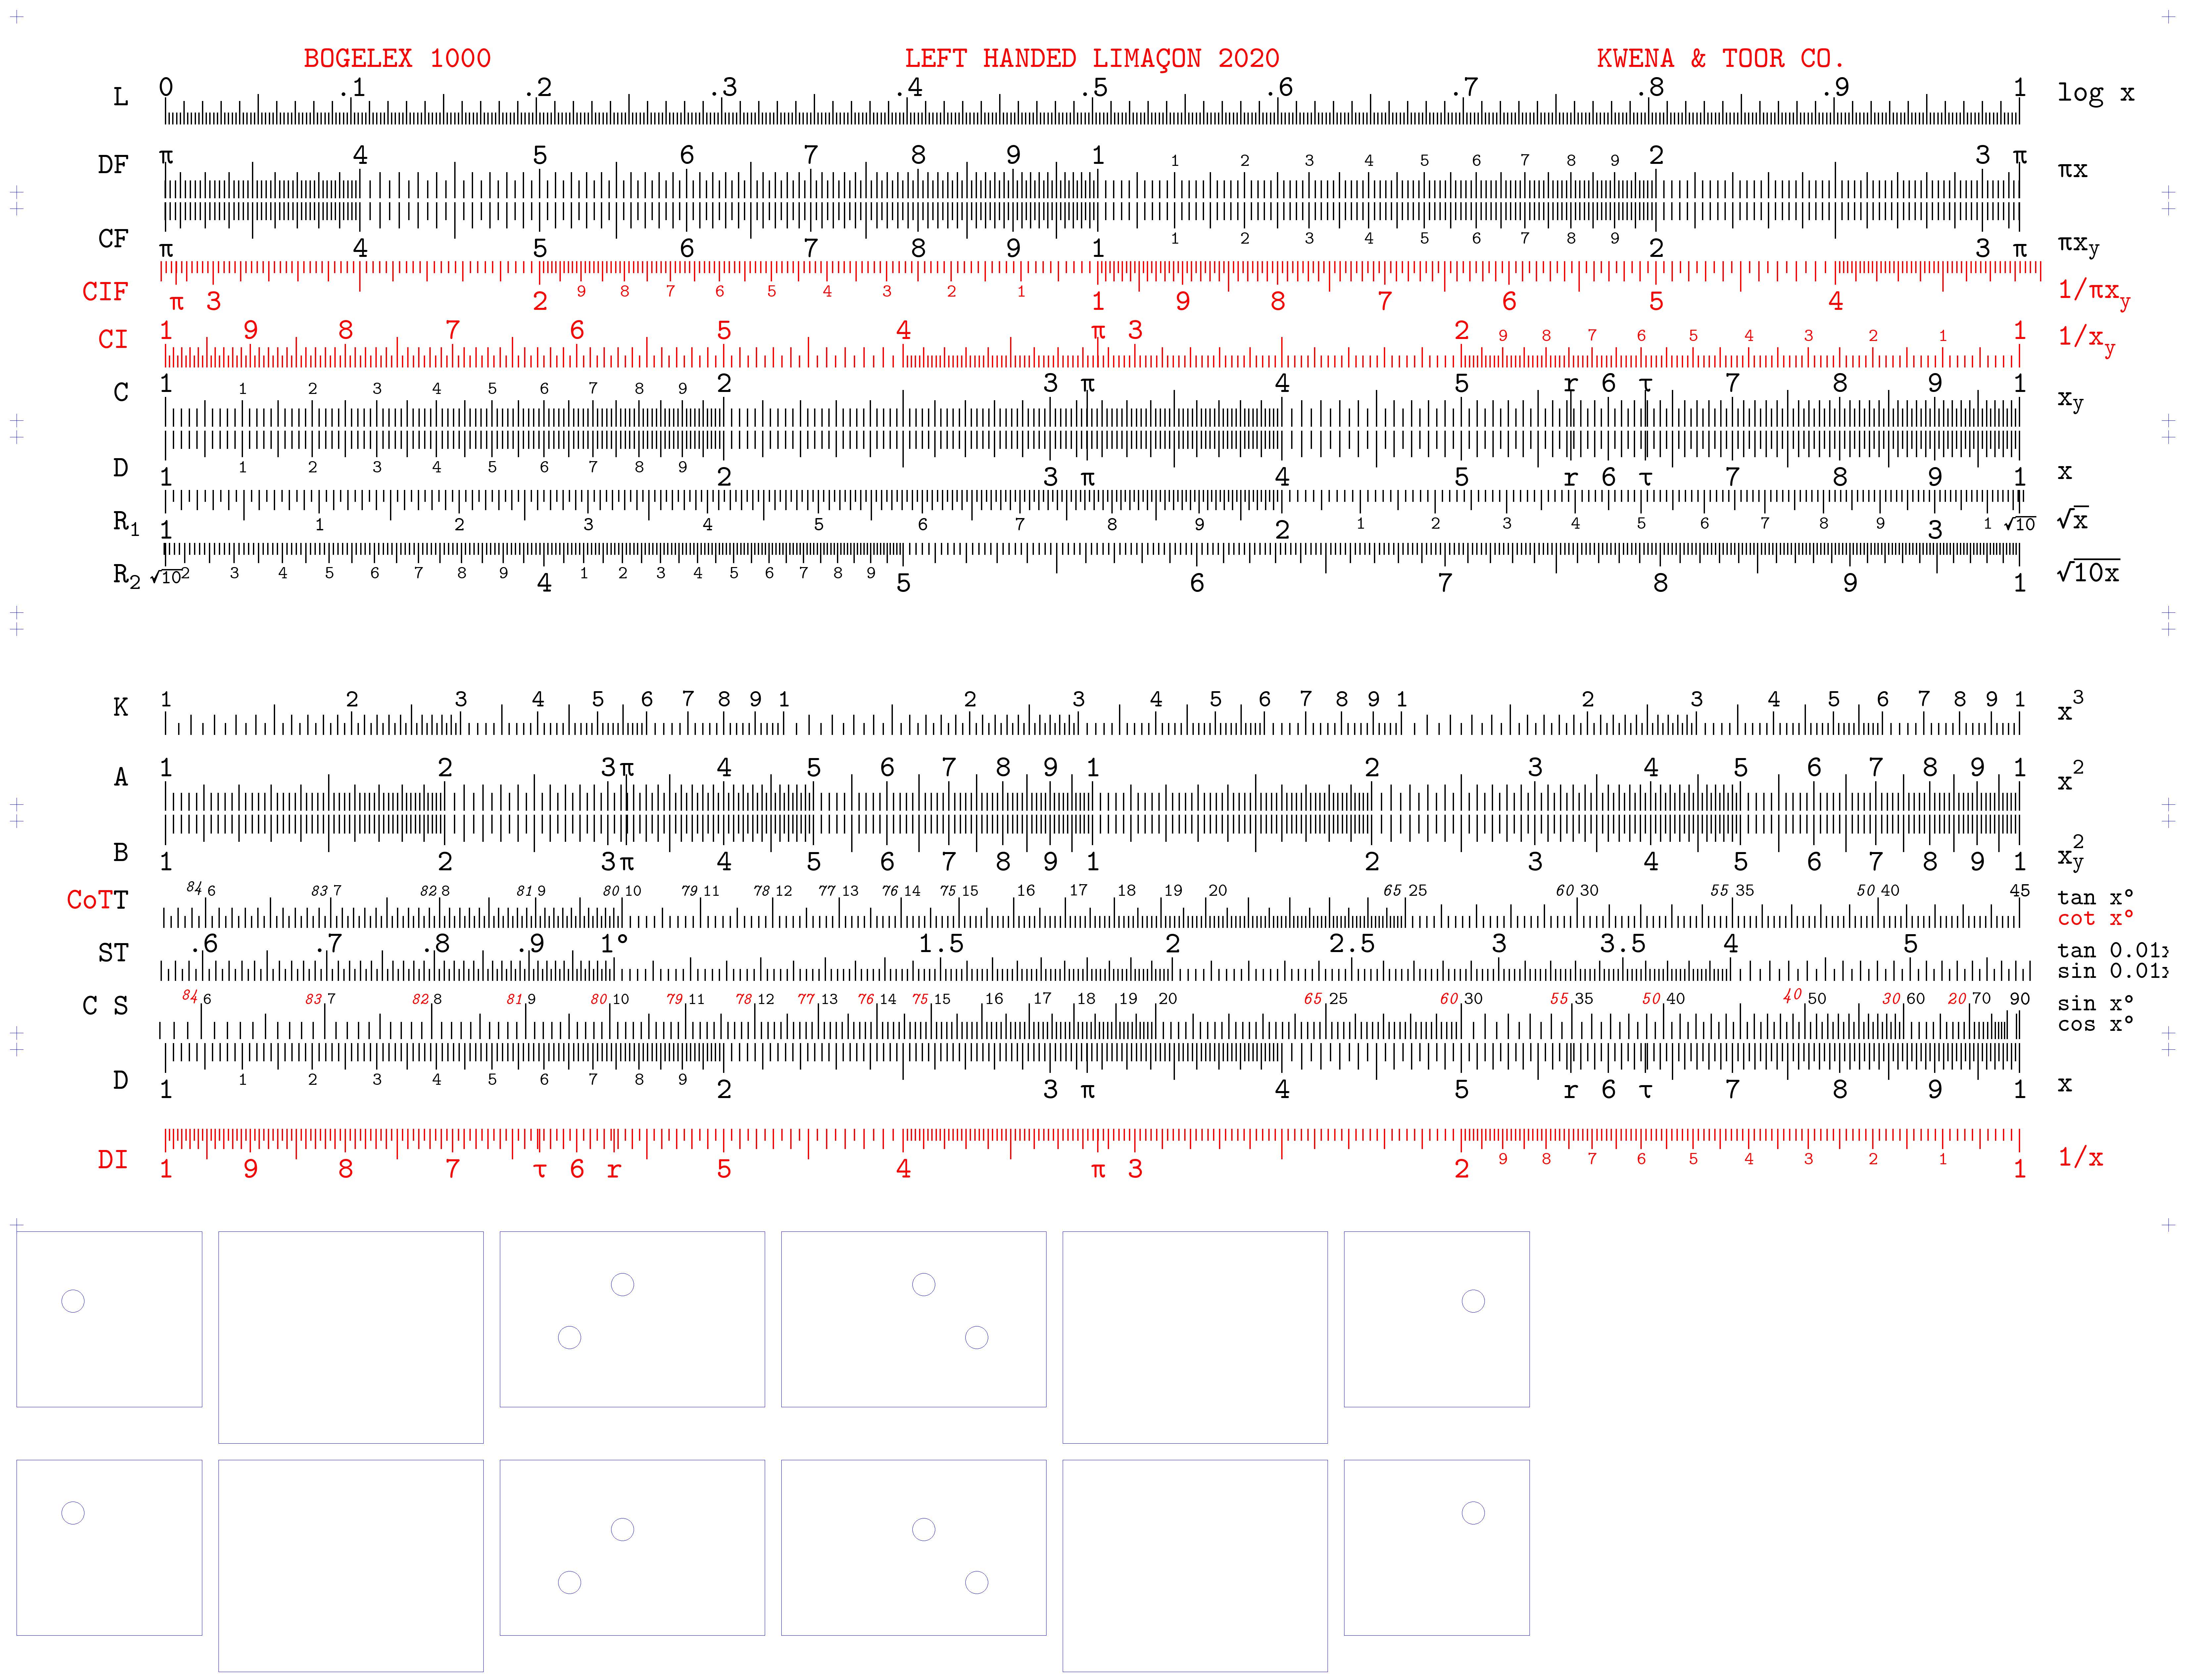 BOGELEX 1000 LEFT HANDED LIMAÇON 2020 KWENA & TOOR CO.
L 0 .1 .2 .3 .4 .5 .6 .7 .8 .9 1 log x
DF π 4 5 6 7 8 9 1 1 2 3 4 5 6 7 8 9 2 3 π πx
CF π 4 5 6 7 8 9 1 1 2 3 4 5 6 7 8 9 2 3 π πxy
CIF π 3 2 9 8 7 6 5 4 3 2 1 1 9 8 7 6 5 4 1/πxy
CI 1 9 8 7 6 5 4 π 3 2 9 8 7 6 5 4 3 2 1 1 1/xy
C 1 1 2 3 4 5 6 7 8 9 2 3 π 4 5 r 6 τ 7 8 9 1 xy
D 1 1 2 3 4 5 6 7 8 9 2 3 π 4 5 r 6 τ 7 8 9 1 x
R1 1 1 2 3 4 5 6 7 8 9 2 1 2 3 4 5 6 7 8 9 3 1 √10 √x
R2 √10 2 3 4 5 6 7 8 9 4 1 2 3 4 5 6 7 8 9 5 6 7 8 9 1 √10x
K 1 2 3 4 5 6 7 8 9 1 2 3 4 5 6 7 8 9 1 2 3 4 5 6 7 8 9 1 x3
A 1 2 3 π 4 5 6 7 8 9 1 2 3 4 5 6 7 8 9 1 x2
B 1 2 3 π 4 5 6 7 8 9 1 2 3 4 5 6 7 8 9 1 xy2
CoTT 84 6 83 7 82 8 81 9 80 10 79 11 78 12 77 13 76 14 75 15 16 17 18 19 20 65 25 60 30 55 35 50 40 45 tan x° cot x°
ST .6 .7 .8 .9 1° 1.5 2 2.5 3 3.5 4 5 tan 0.01x sin 0.01x
C S 84 6 83 7 82 8 81 9 80 10 79 11 78 12 77 13 76 14 75 15 16 17 18 19 20 65 25 60 30 55 35 50 40 40 50 30 60 20 70 90 sin x° cos x°
D 1 1 2 3 4 5 6 7 8 9 2 3 π 4 5 r 6 τ 7 8 9 1 x
DI 1 9 8 7 τ 6 r 5 4 π 3 2 9 8 7 6 5 4 3 2 1 1 1/x